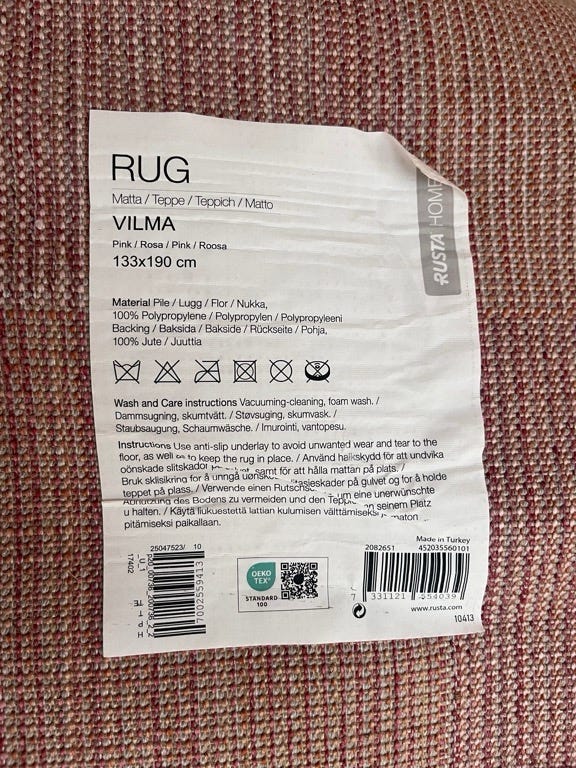 RUG
Matta / Teppe / Teppich / Matto
VILMA
Pink / Rosa / Pink / Roosa
133x190 cm
RUSTA HOME
Material Pile / Lugg / Flor / Nukka,
100% Polypropylene / Polypropylen / Polypropyleeni
Backing / Baksida / Bakside / Rückseite / Pohja,
100% Jute / Juuttia
Wash and Care instructions Vacuuming-cleaning, foam wash. /
Dammsugning, skumtvätt. / Støvsuging, skumvask. /
Staubsaugung, Schaumwäsche. / Imurointi, vantopesu.
Instructions Use anti-slip underlay to avoid unwanted wear and tear to the
floor, as well as to keep the rug in place. / Använd halkskydd för att undvika
oönskade slitskador samt för att hålla mattan på plats. /
Bruk sklisikring for å unngå uønskede slitasjeskader på gulvet og for å holde
teppet på plass. / Verwende einen Rutschsc um eine unerwünschte
Abnutzung des Bodens zu vermeiden und den Teppic an seinem Platz
u halten. / Käytä liukuestettä lattian kulumisen välttämiseksi maton
pitämiseksi paikallaan.
Made in Turkey
25047523/ 10
7002559413
17402
OEKO
TEX®
STANDARD
100
2082651 452035560101
7 331121 554039
www.rusta.com
10413